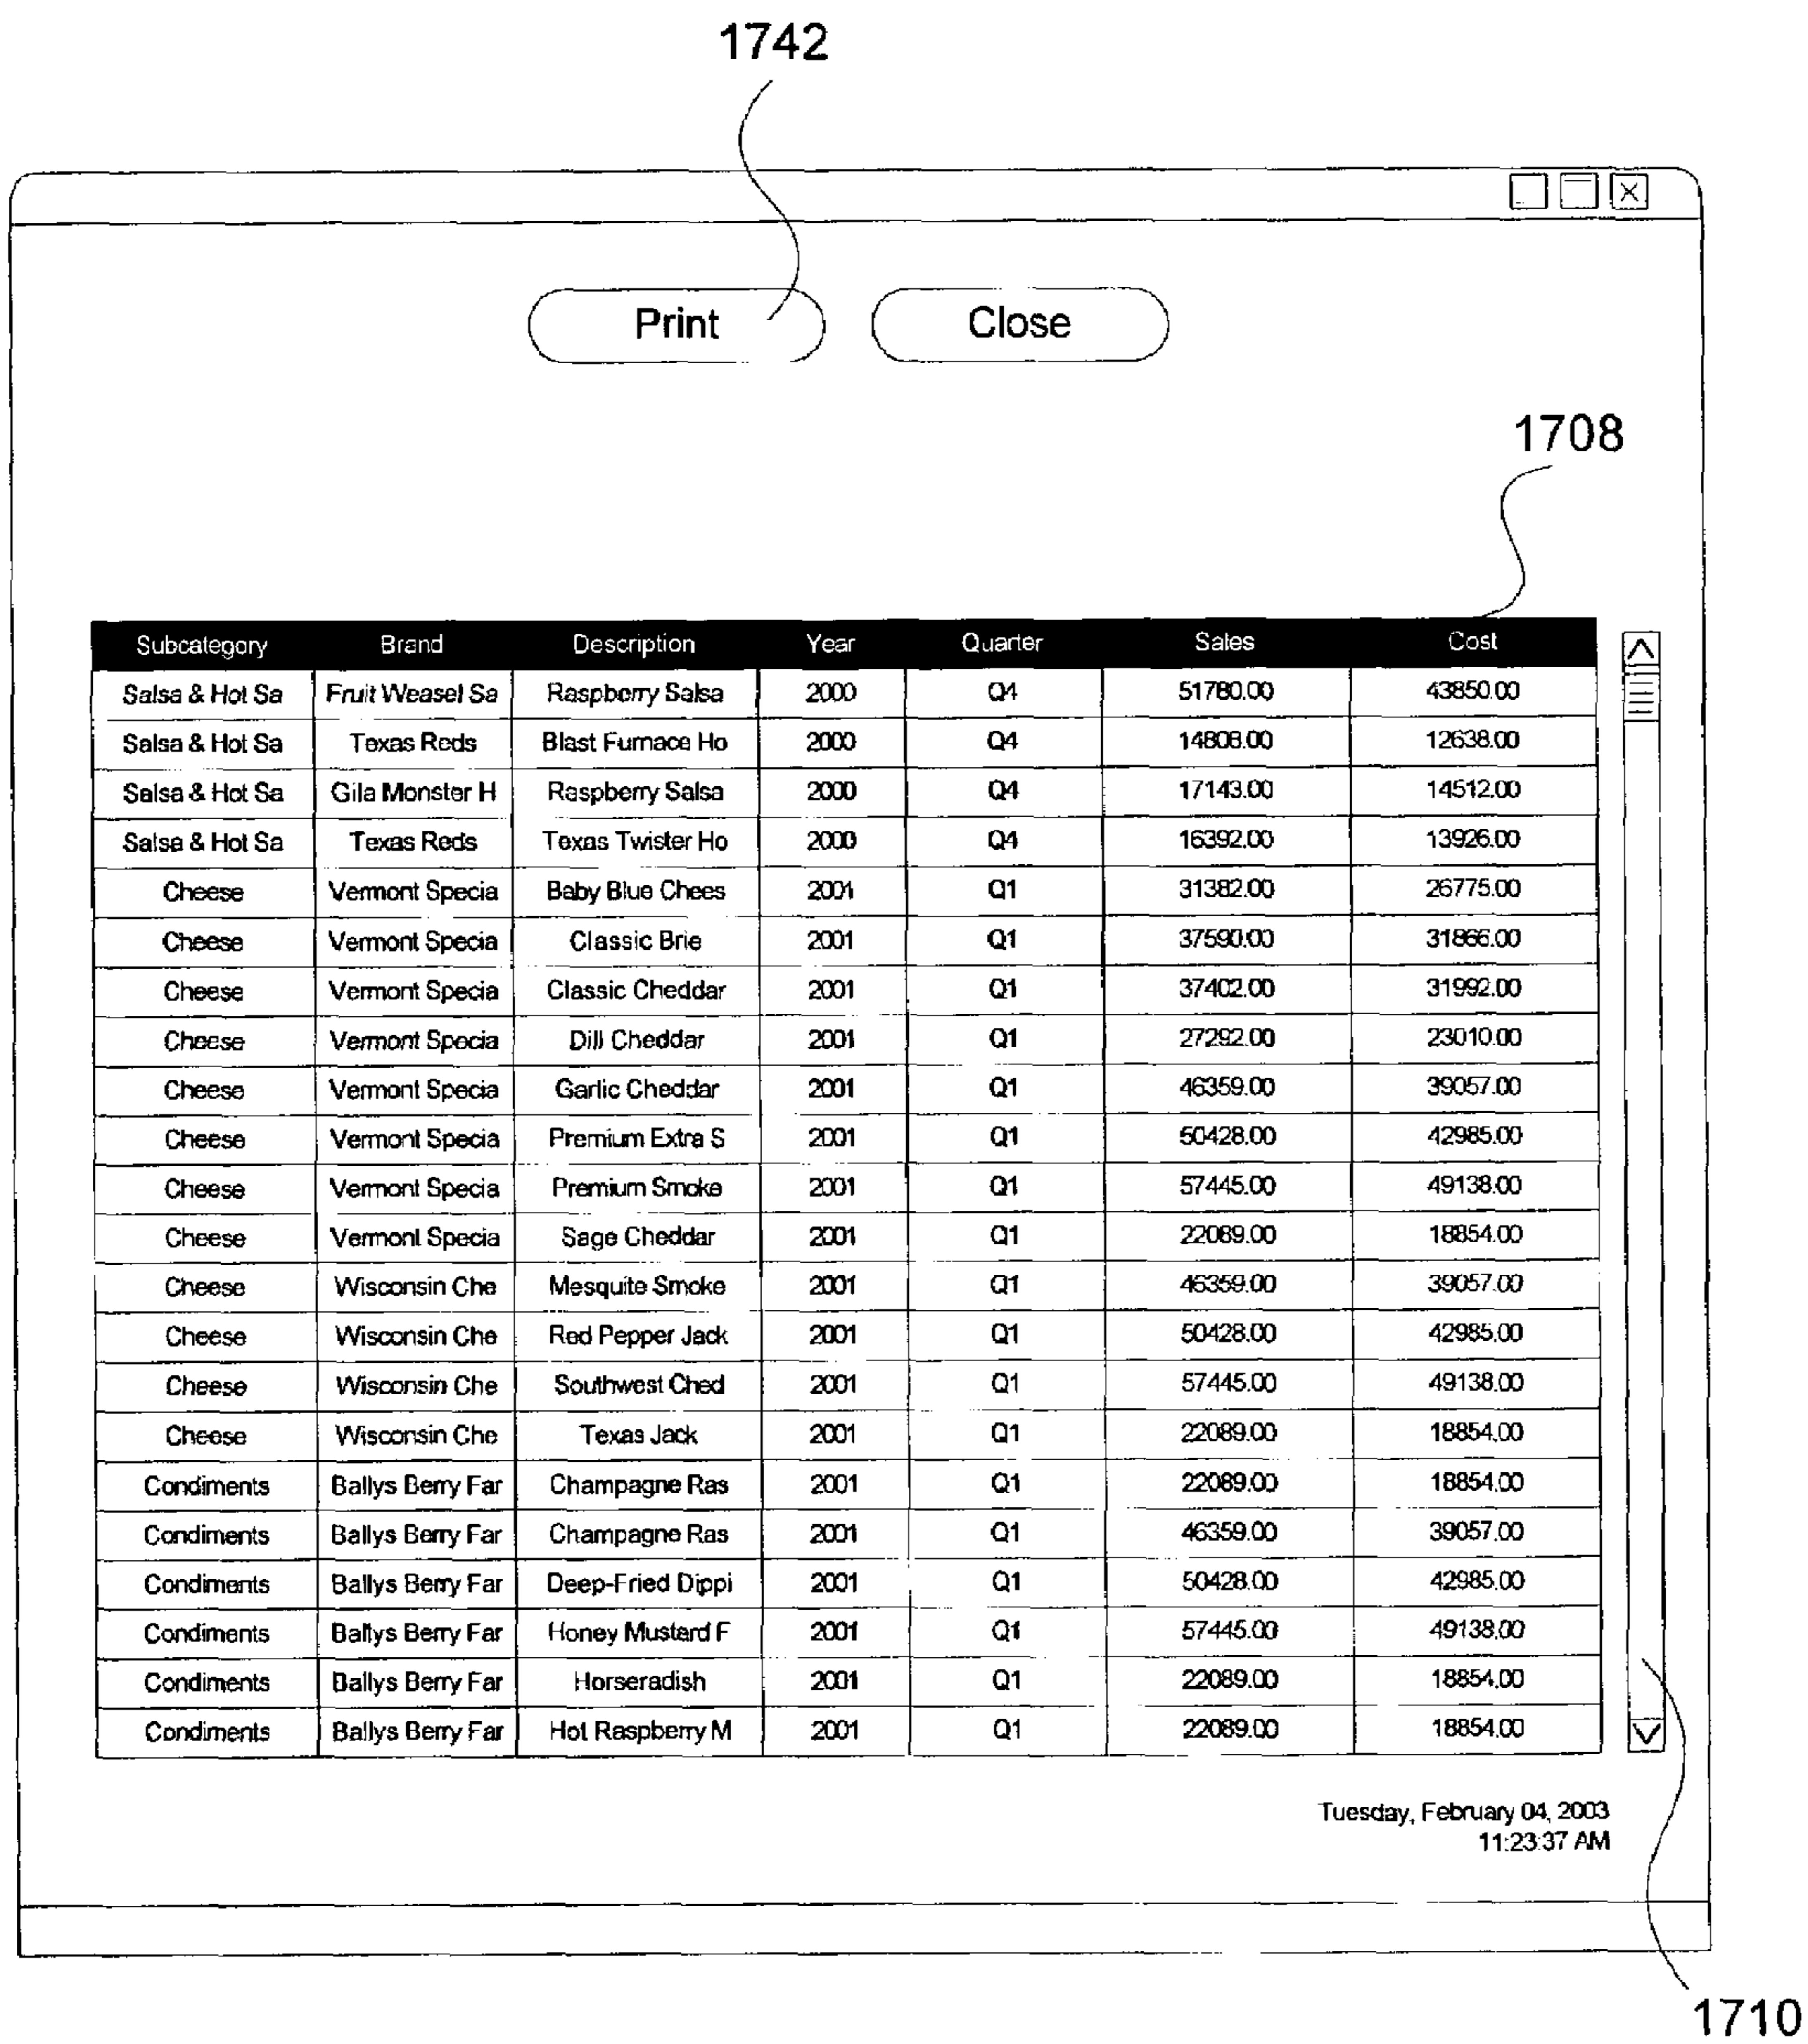 1742
Print Close
1708
Subcategory Brand Description Year Quarter Sales Cost
Salsa & Hot Sa Fruit Weasel Sa Raspberry Salsa 2000 Q4 51780.00 43850.00
Salsa & Hot Sa Texas Reds Blast Furnace Ho 2000 Q4 14808.00 12638.00
Salsa & Hot Sa Gila Monster H Raspberry Salsa 2000 Q4 17143.00 14512.00
Salsa & Hot Sa Texas Reds Texas Twister Ho 2000 Q4 16392.00 13926.00
Cheese Vermont Specia Baby Blue Chees 2001 Q1 31382.00 26775.00
Cheese Vermont Specia Classic Brie 2001 Q1 37590.00 31866.00
Cheese Vermont Specia Classic Cheddar 2001 Q1 37402.00 31992.00
Cheese Vermont Specia Dill Cheddar 2001 Q1 27292.00 23010.00
Cheese Vermont Specia Garlic Cheddar 2001 Q1 46359.00 39057.00
Cheese Vermont Specia Premium Extra S 2001 Q1 50428.00 42985.00
Cheese Vermont Specia Premium Smoke 2001 Q1 57445.00 49138.00
Cheese Vermont Specia Sage Cheddar 2001 Q1 22089.00 18854.00
Cheese Wisconsin Che Mesquite Smoke 2001 Q1 46359.00 39057.00
Cheese Wisconsin Che Red Pepper Jack 2001 Q1 50428.00 42985.00
Cheese Wisconsin Che Southwest Ched 2001 Q1 57445.00 49138.00
Cheese Wisconsin Che Texas Jack 2001 Q1 22089.00 18854.00
Condiments Ballys Berry Far Champagne Ras 2001 Q1 22089.00 18854.00
Condiments Ballys Berry Far Champagne Ras 2001 Q1 46359.00 39057.00
Condiments Ballys Berry Far Deep-Fried Dippi 2001 Q1 50428.00 42985.00
Condiments Ballys Berry Far Honey Mustard F 2001 Q1 57445.00 49138.00
Condiments Ballys Berry Far Horseradish 2001 Q1 22089.00 18854.00
Condiments Ballys Berry Far Hot Raspberry M 2001 Q1 22089.00 18854.00
Tuesday, February 04, 2003
11:23:37 AM
1710